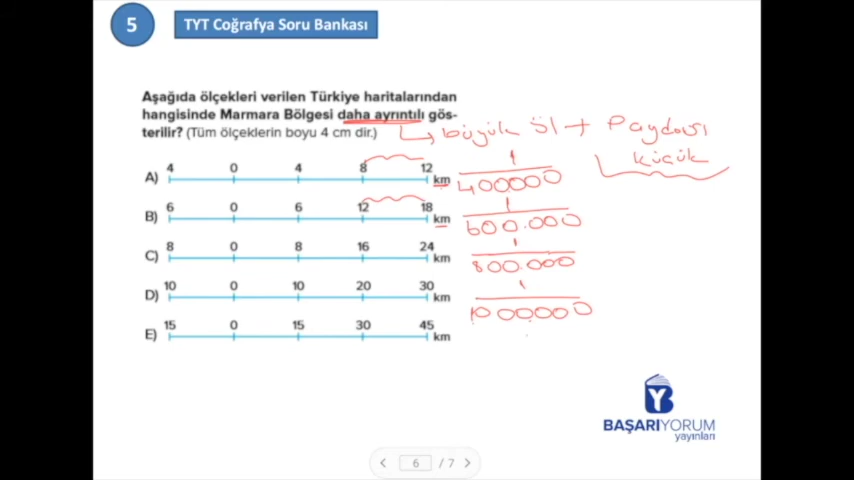 5
TYT Coğrafya Soru Bankası
Aşağıda ölçekleri verilen Türkiye haritalarından
hangisinde Marmara Bölgesi daha ayrıntılı gös-
terilir? (Tüm ölçeklerin boyu 4 cm dir.)
büyük Öl + Paydası
küçük
A) 4 0 4 8 12 km
1
400000
B) 6 0 6 12 18 km
1
600.000
C) 8 0 8 16 24 km
1
800.000
D) 10 0 10 20 30 km
1
1000000
E) 15 0 15 30 45 km
BAŞARIYORUM
yayınları
6 / 7